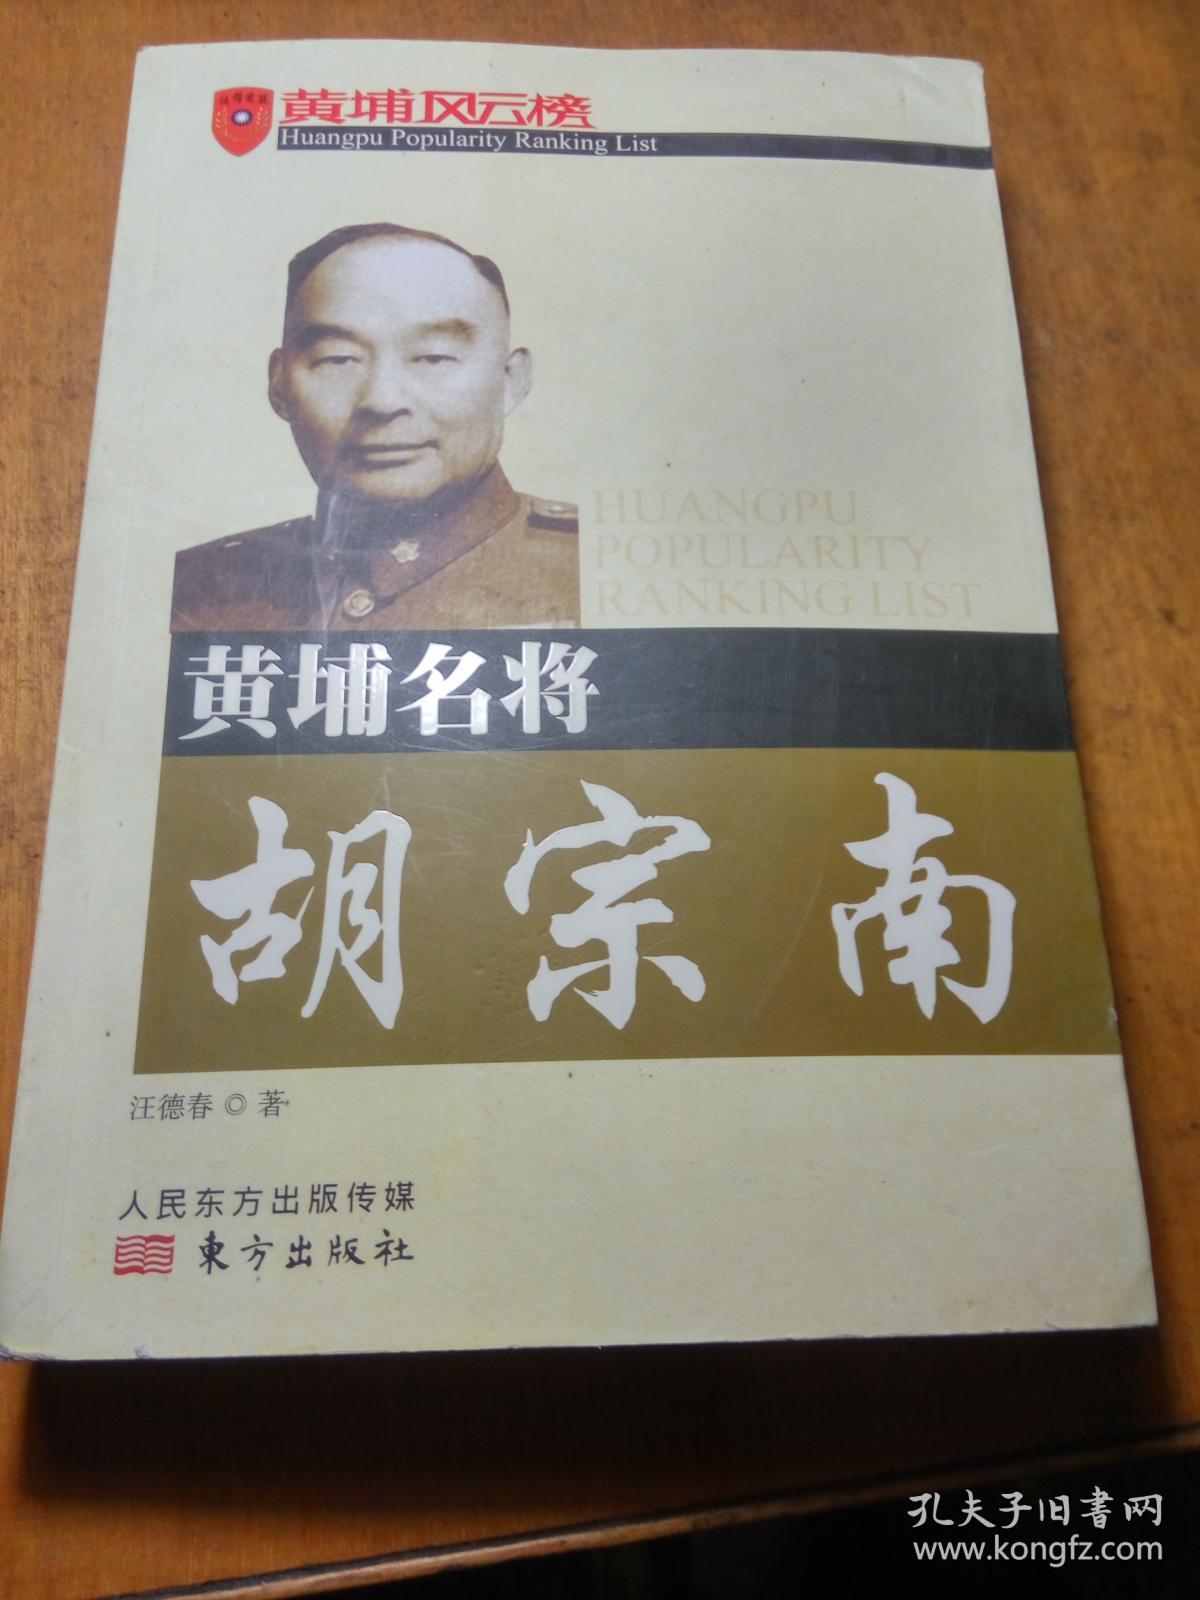 黄埔风云榜
Huangpu Popularity Ranking List
HUANGPU
POPULARITY
RANKING LIST
黄埔名将
胡宗南
汪德春◎著
人民东方出版传媒
東方出版社
孔夫子旧書网
www.kongfz.com